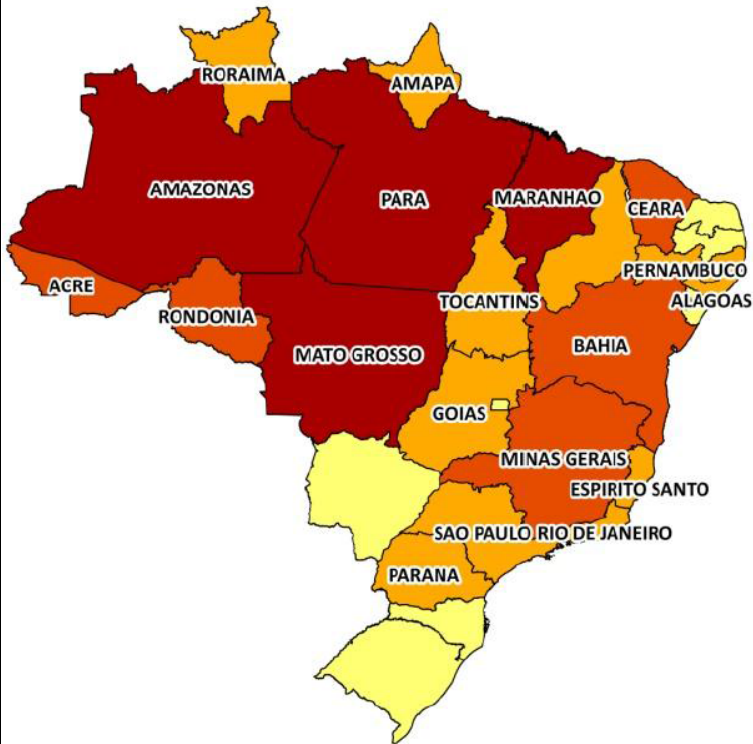 RORAIMA
AMAPA
AMAZONAS
PARA
MARANHAO
CEARA
PERNAMBUCO
ACRE
TOCANTINS
ALAGOAS
RONDONIA
BAHIA
MATO GROSSO
GOIAS
MINAS GERAIS
ESPIRITO SANTO
SAO PAULO RIO DE JANEIRO
PARANA